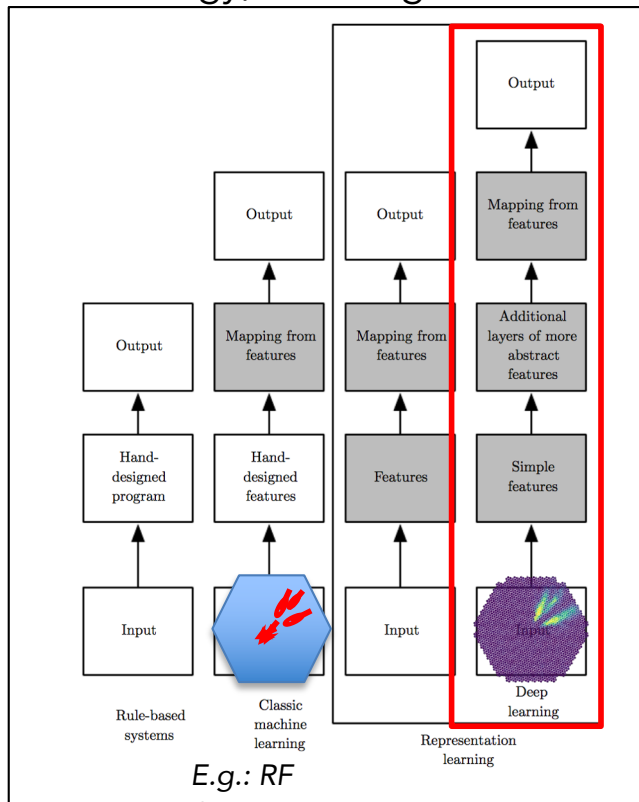 Output
Output
Output
Mapping from
features
Output
Mapping from
features
Mapping from
features
Additional
layers of more
abstract
features
Hand-
designed
program
Hand-
designed
features
Features
Simple
features
Input
Input
Input
Rule-based
systems
Classic
machine
learning
Representation
learning
Deep
learning
E.g.: RF